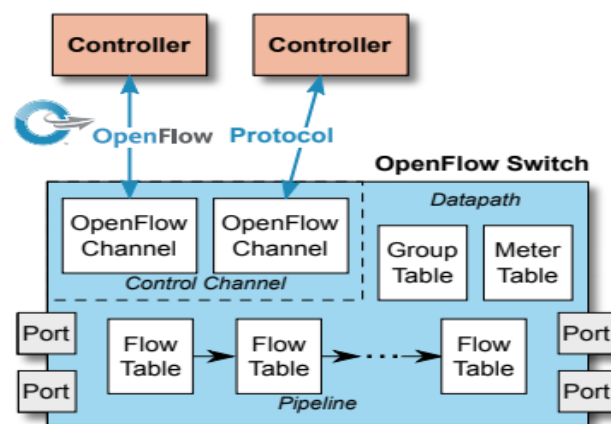 Controller
Controller
OpenFlow
Protocol
OpenFlow Switch
OpenFlow
Channel
OpenFlow
Channel
Control Channel
Datapath
Group
Table
Meter
Table
Port
Port
Flow
Table
Flow
Table
Flow
Table
Pipeline
Port
Port